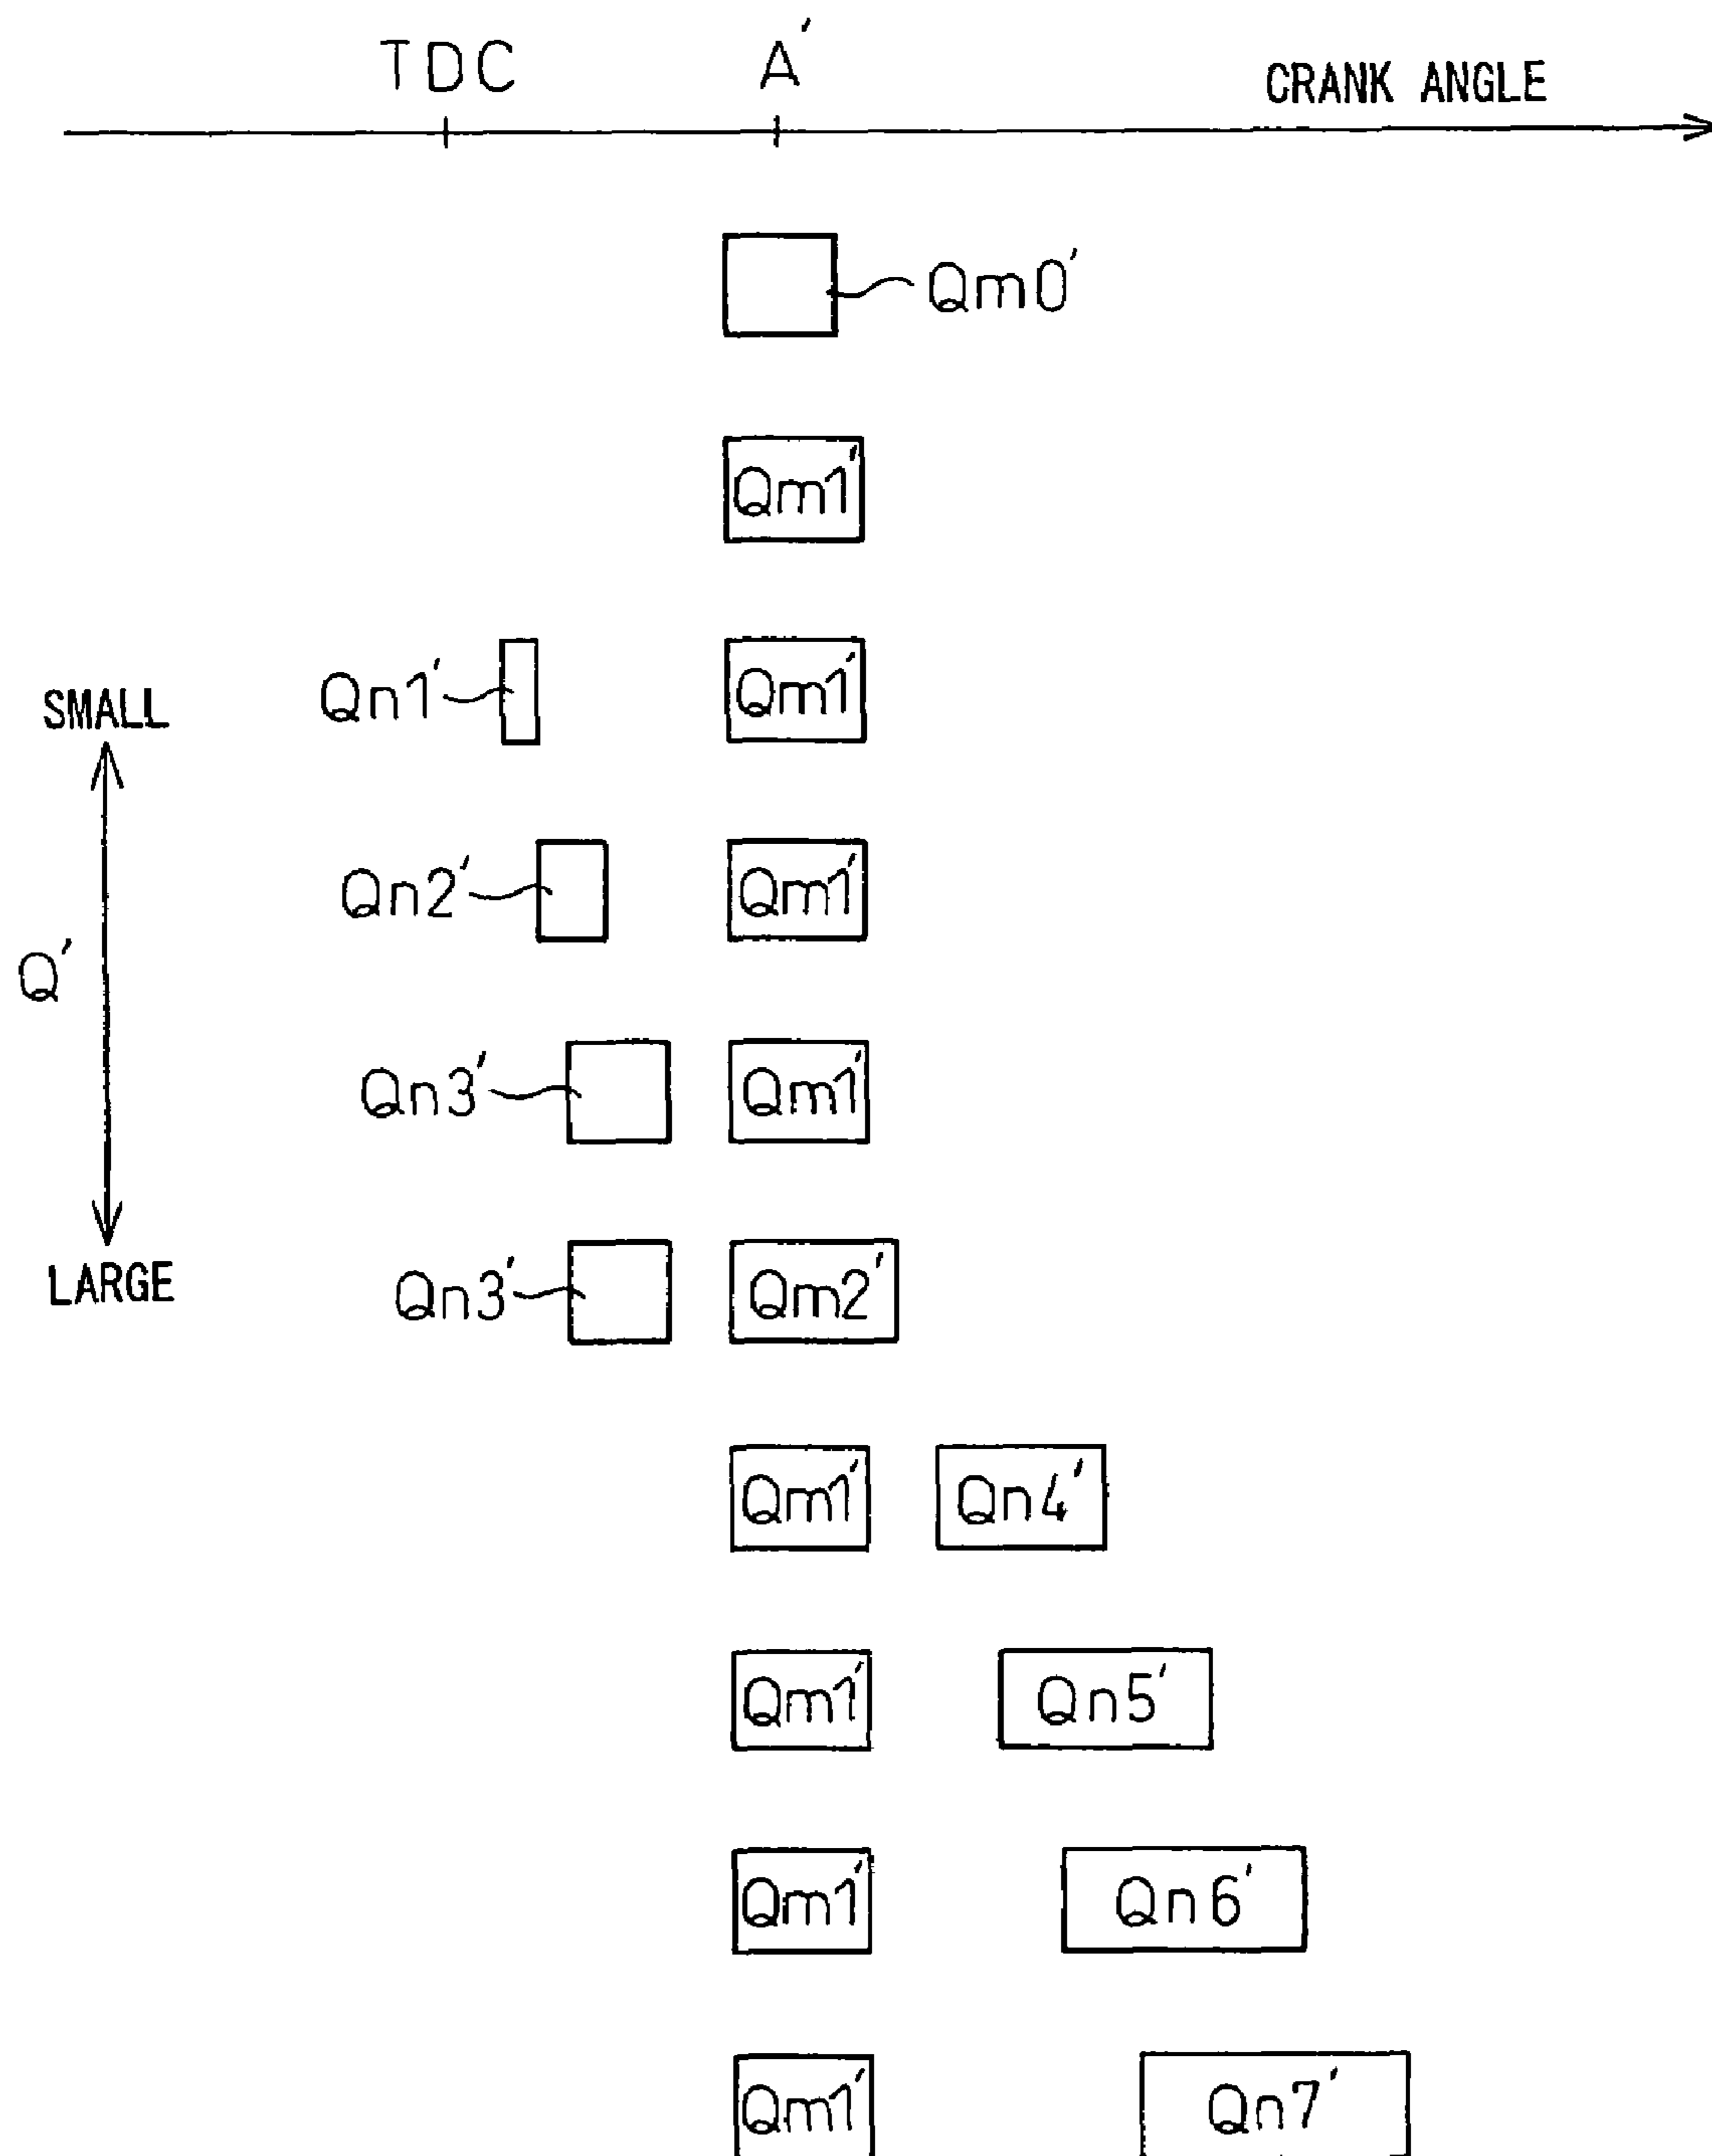 TDC A' CRANK ANGLE
Qm0'
Qm1'
Qn1' Qm1'
SMALL
Qn2' Qm1'
Q'
Qn3' Qm1'
LARGE
Qn3' Qm2'
Qm1' Qn4'
Qm1' Qn5'
Qm1' Qn6'
Qm1' Qn7'